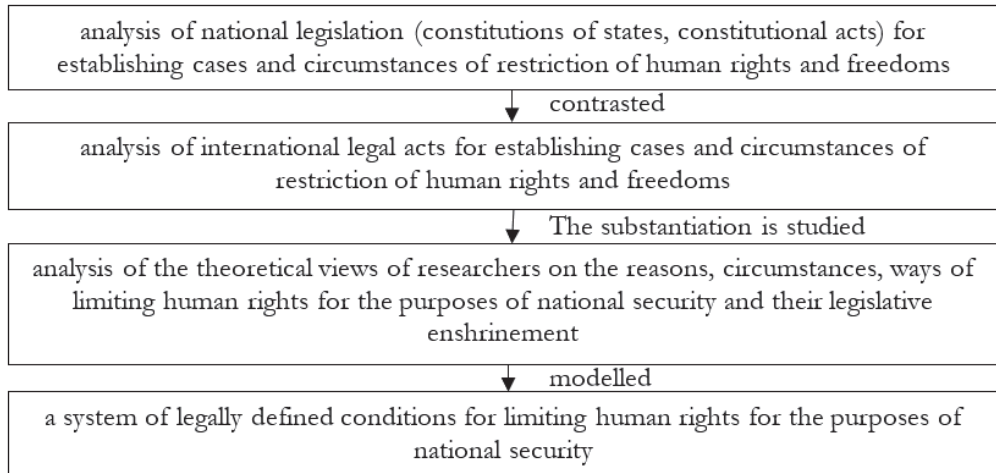 analysis of national legislation (constitutions of states, constitutional acts) for
establishing cases and circumstances of restriction of human rights and freedoms
contrasted
analysis of international legal acts for establishing cases and circumstances of
restriction of human rights and freedoms
The substantiation is studied
analysis of the theoretical views of researchers on the reasons, circumstances, ways of
limiting human rights for the purposes of national security and their legislative
enshrinement
modelled
a system of legally defined conditions for limiting human rights for the purposes of
national security